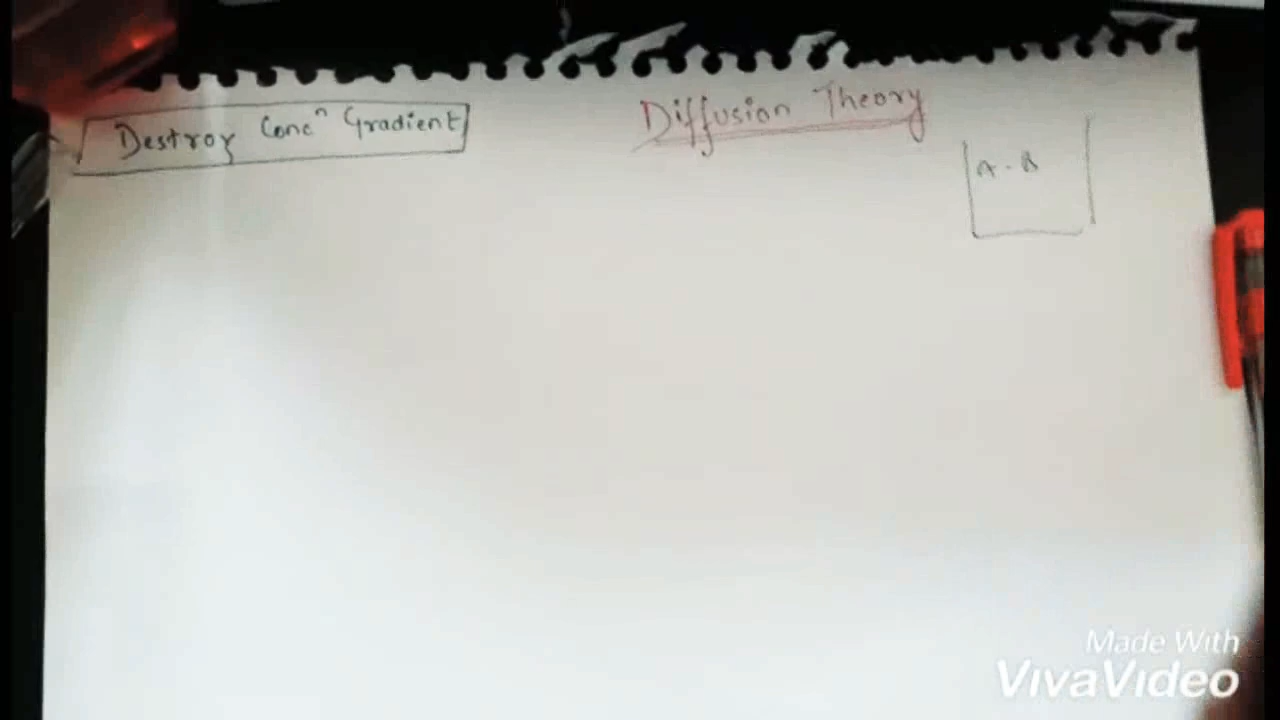 Destroy Concⁿ Gradient
Diffusion Theory
A - B
Made With
VivaVideo